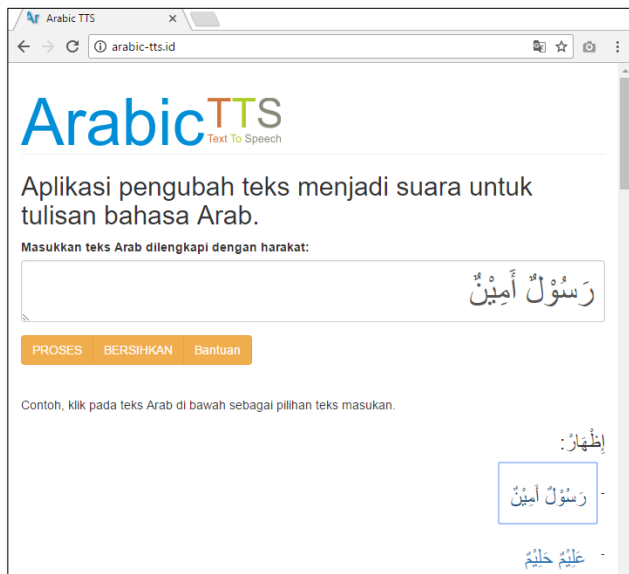 Arabic TTS
arabic-tts.id
ArabicTTS
Text To Speech
Aplikasi pengubah teks menjadi suara untuk
tulisan bahasa Arab.
Masukkan teks Arab dilengkapi dengan harakat:
رَسُوْلٌ أَمِيْنٌ
PROSES BERSIHKAN Bantuan
Contoh, klik pada teks Arab di bawah sebagai pilihan teks masukan.
إِظْهَارْ:
- رَسُوْلٌ أَمِيْنٌ
- عَلِيْمٌ حَلِيْمٌ